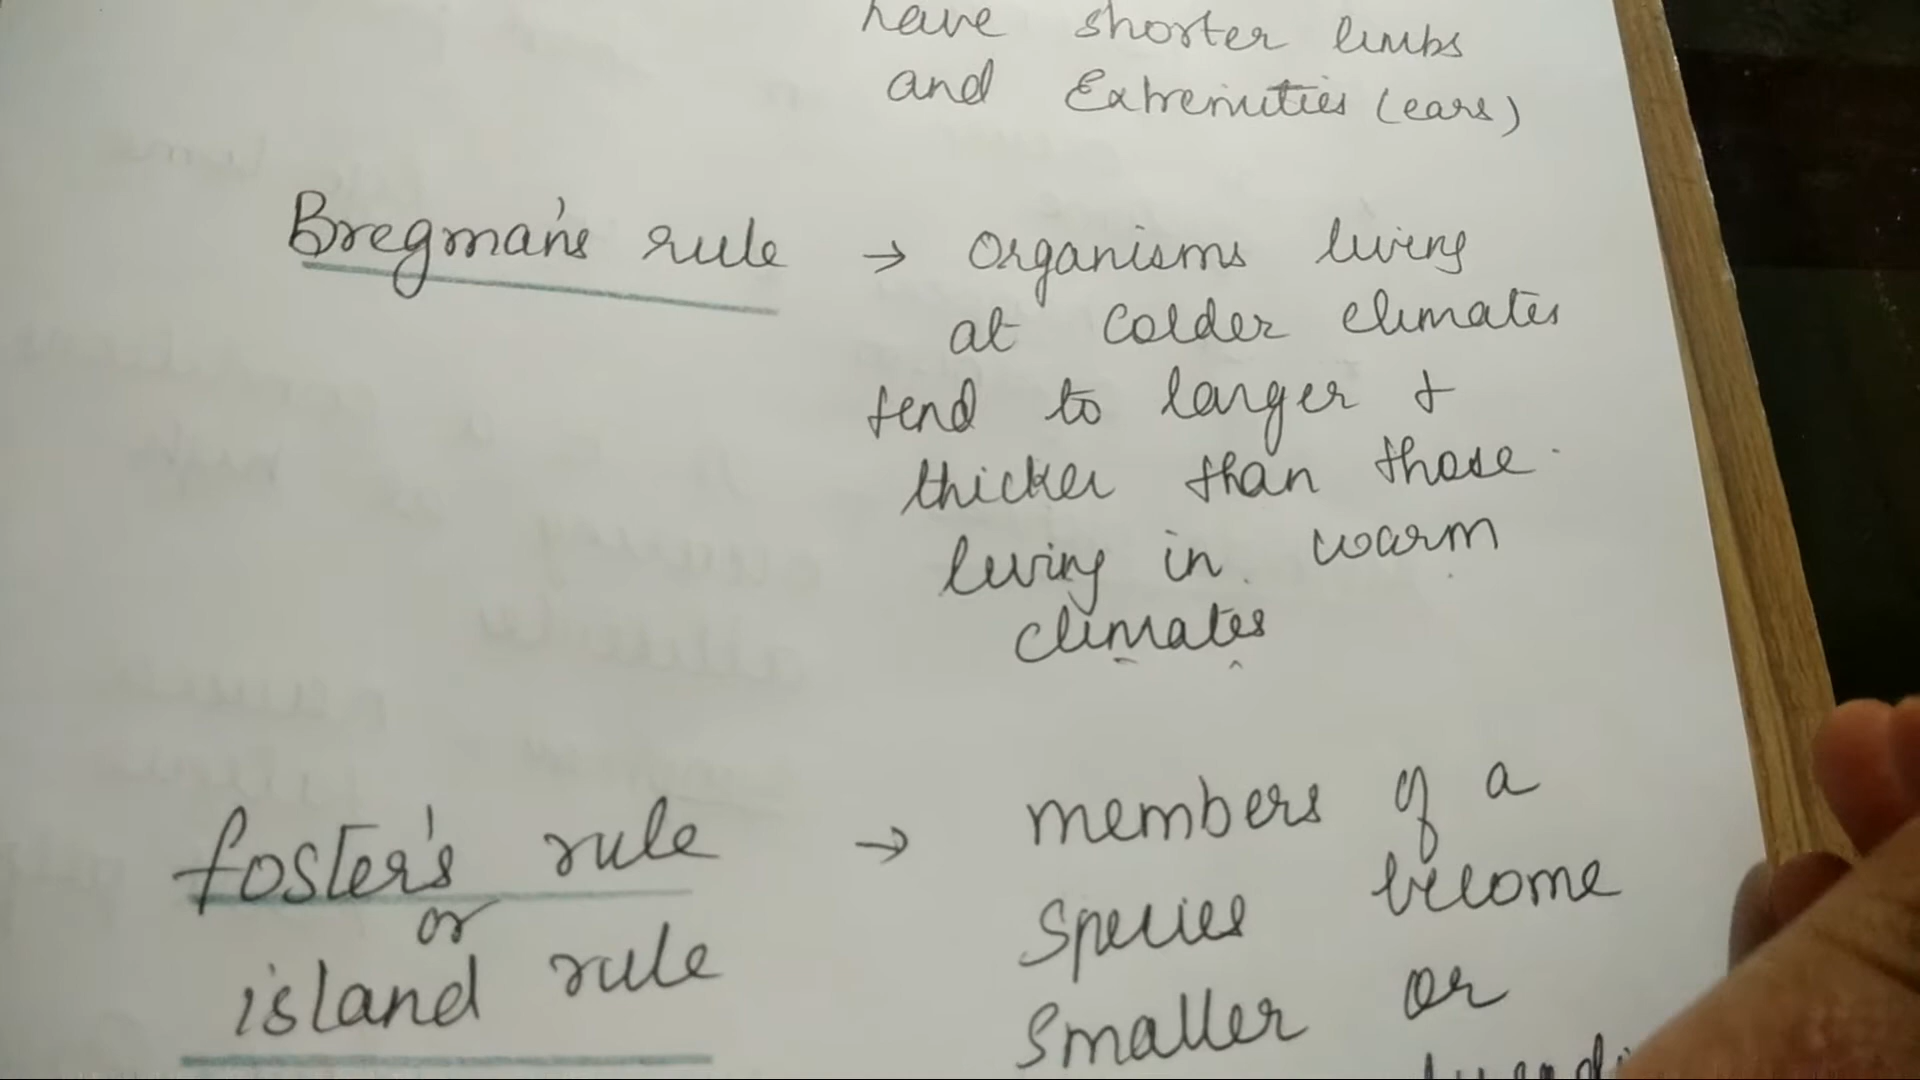 have shorter limbs
and Extremities (ears)
Bregman's rule → Organisms living
at colder climates
tend to larger &
thicker than those
living in warm
climates
foster's rule → members of a
or species become
island rule smaller or